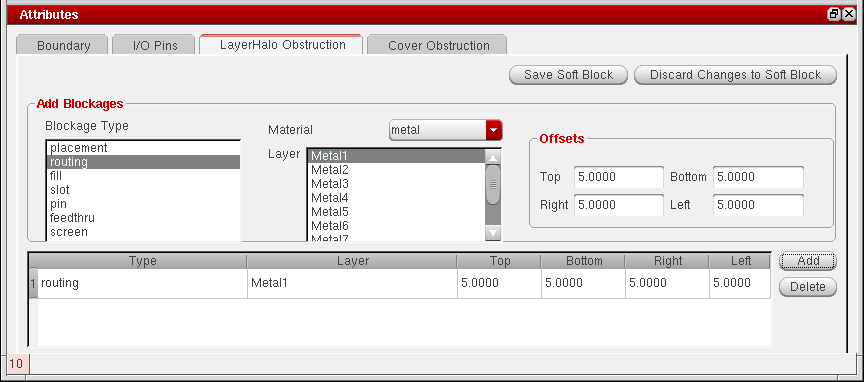 Attributes
Boundary I/O Pins LayerHalo Obstruction Cover Obstruction
Save Soft Block Discard Changes to Soft Block
Add Blockages
Blockage Type
placement
routing
fill
slot
pin
feedthru
screen
Material metal
Layer
Metal1
Metal2
Metal3
Metal4
Metal5
Metal6
Metal7
Offsets
Top 5.0000 Bottom 5.0000
Right 5.0000 Left 5.0000
Type Layer Top Bottom Right Left
1 routing Metal1 5.0000 5.0000 5.0000 5.0000
Add
Delete
10